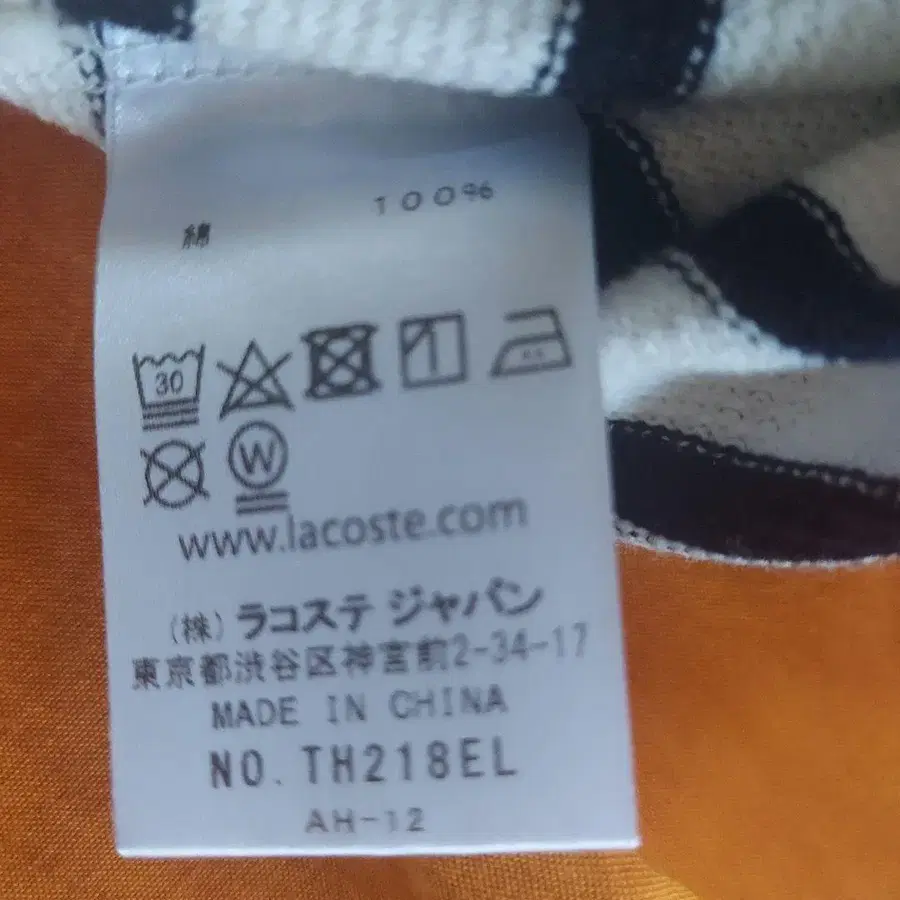 綿 100%
30
W
www.lacoste.com
(株) ラコステ ジャパン
東京都渋谷区神宮前2-34-17
MADE IN CHINA
NO. TH218EL
AH-12